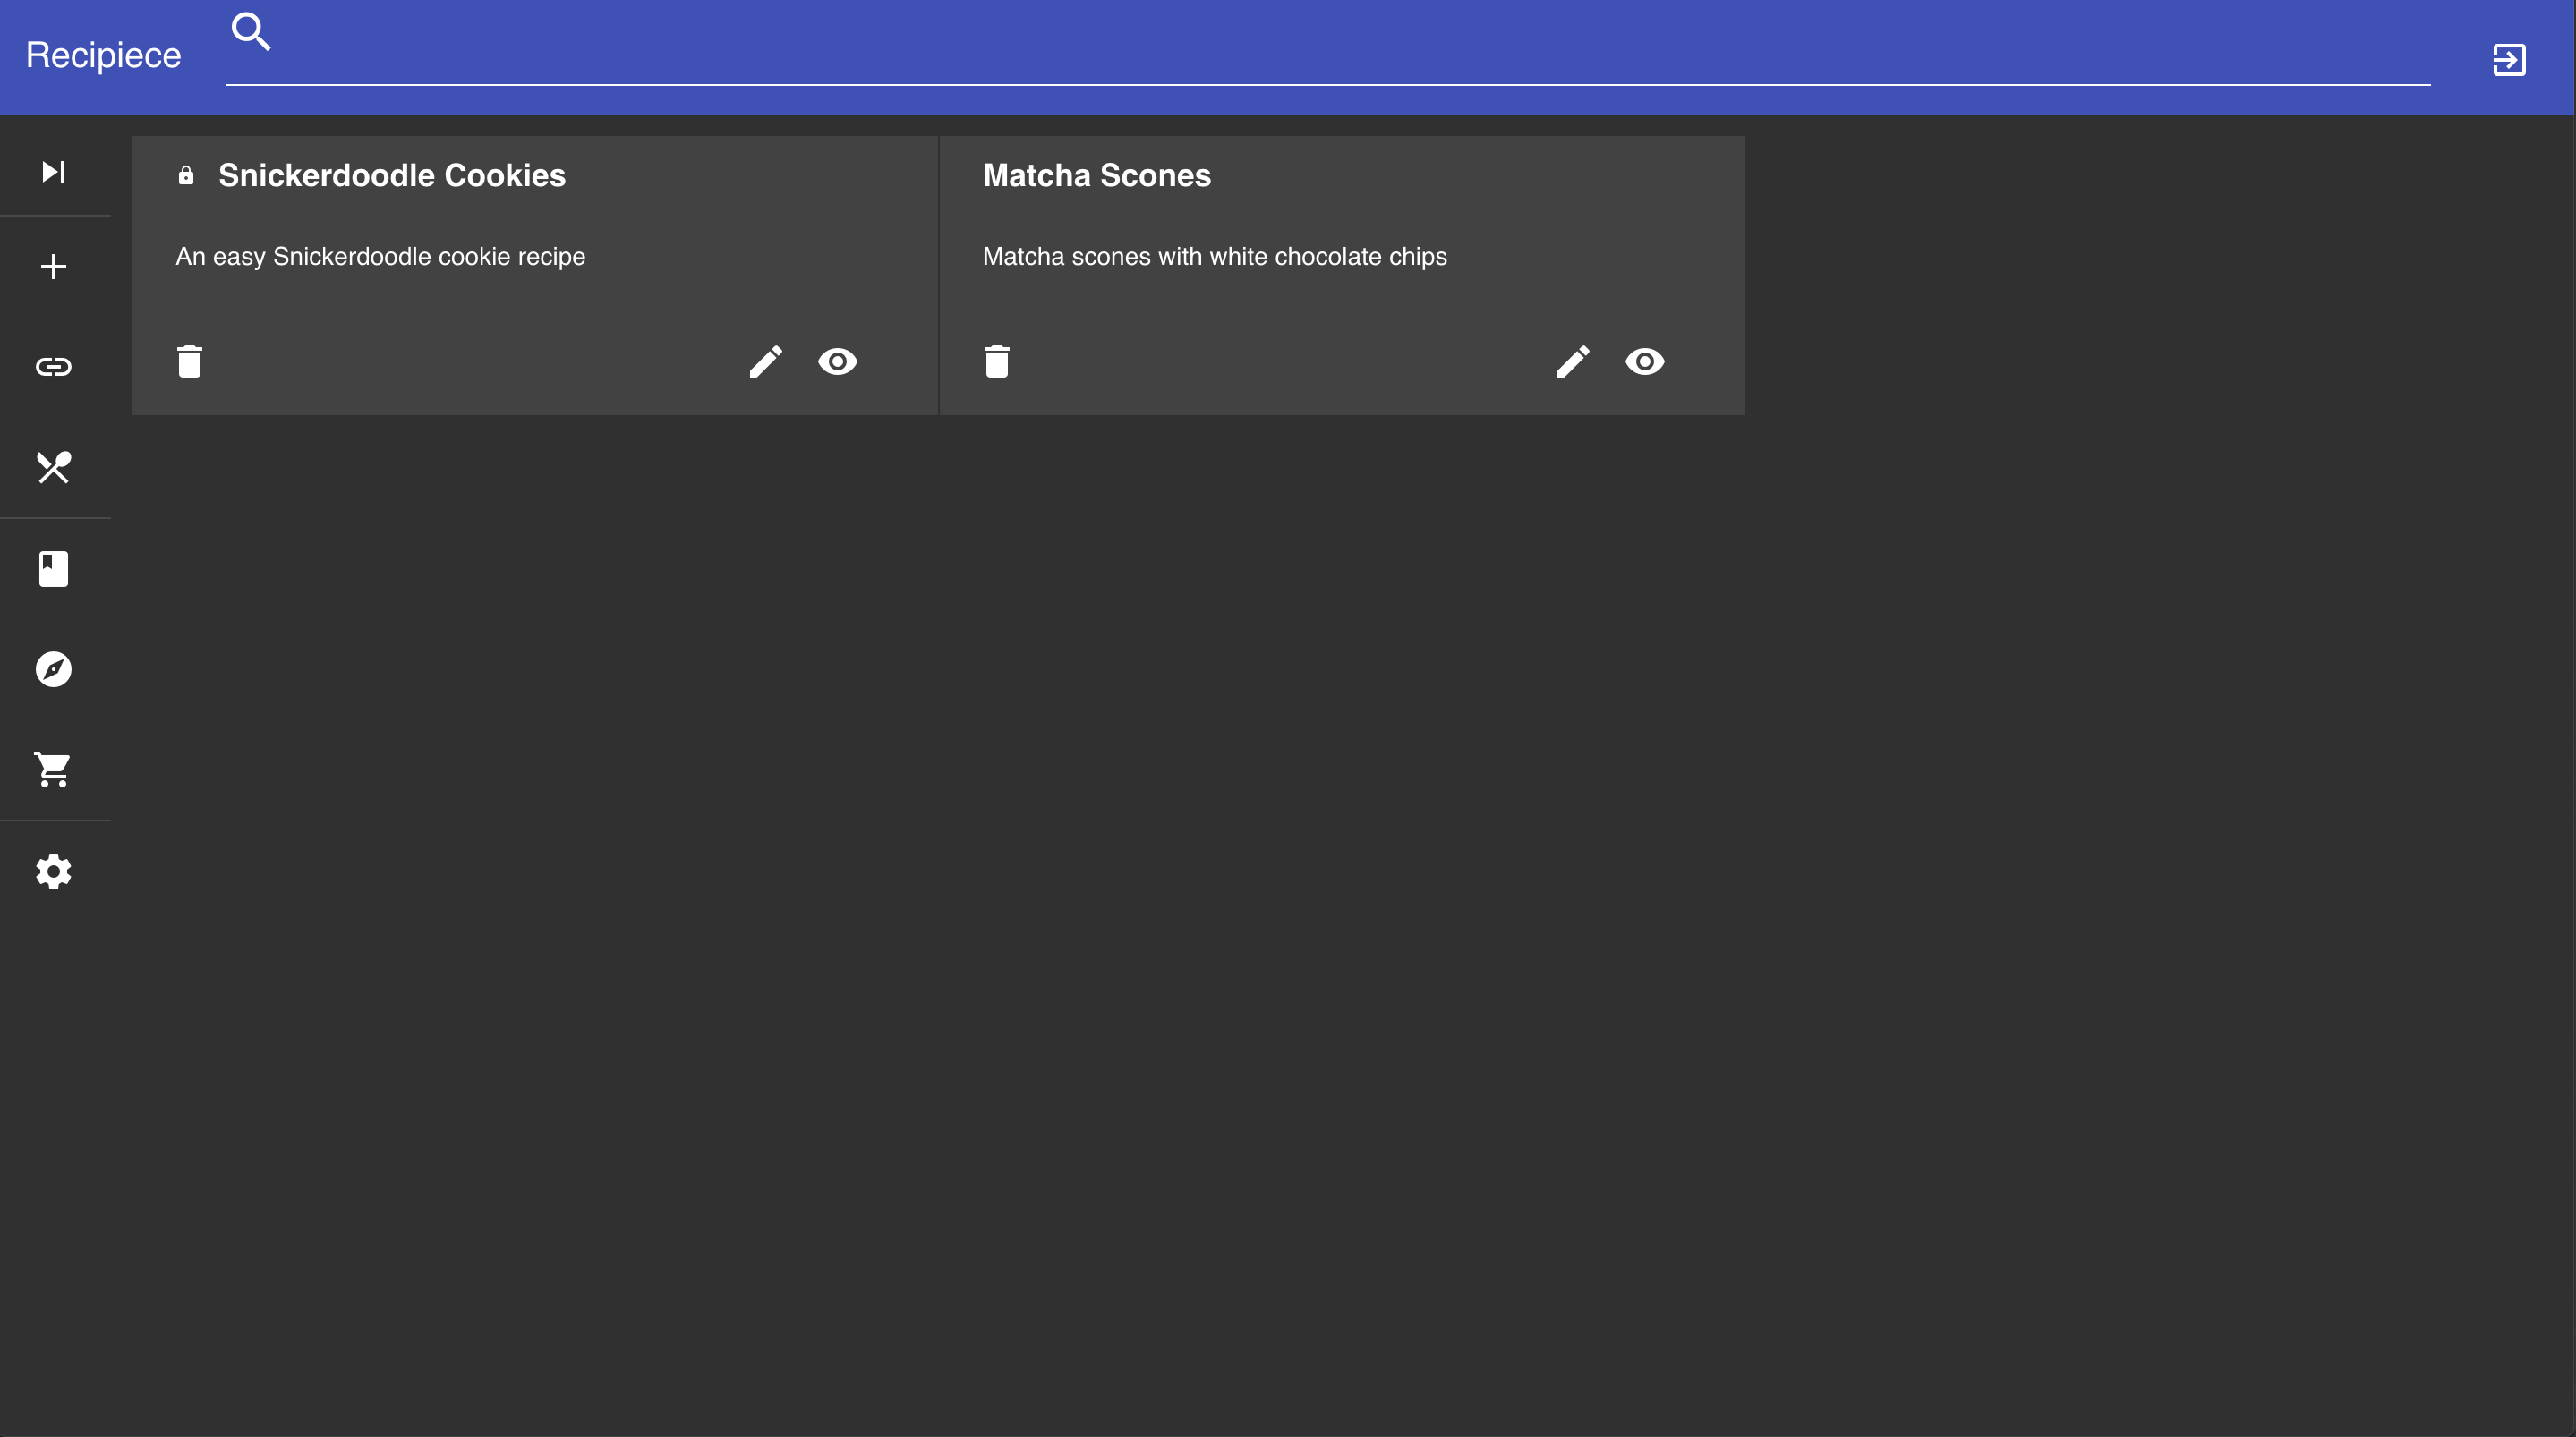 Recipiece
Snickerdoodle Cookies
An easy Snickerdoodle cookie recipe
Matcha Scones
Matcha scones with white chocolate chips